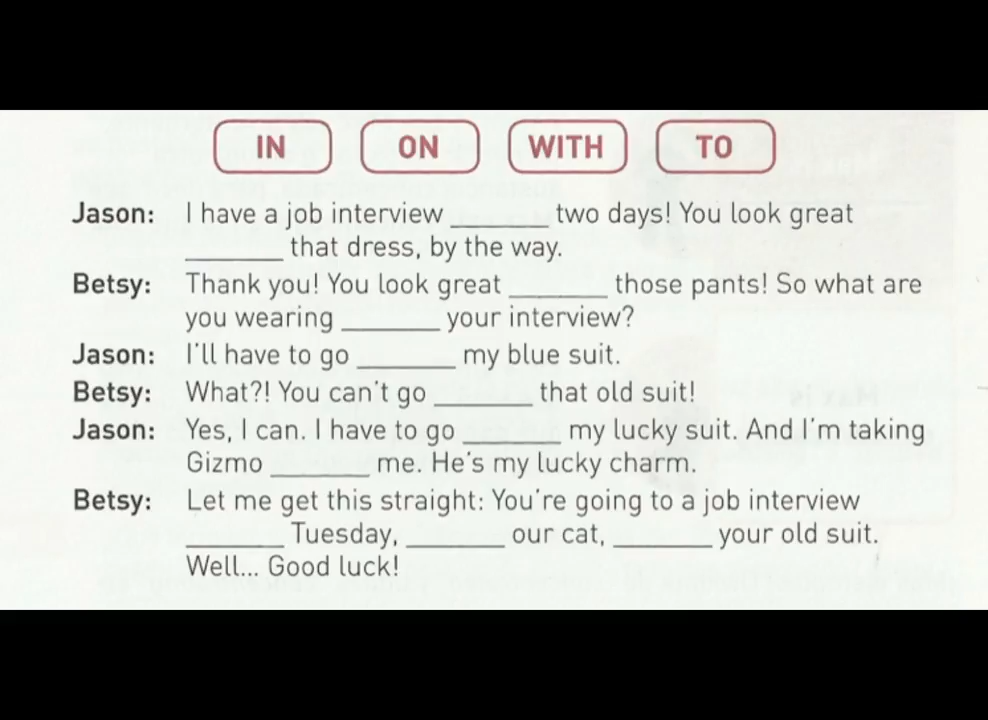 IN ON WITH TO
Jason: I have a job interview _______ two days! You look great
_______ that dress, by the way.
Betsy: Thank you! You look great _______ those pants! So what are
you wearing _______ your interview?
Jason: I'll have to go _______ my blue suit.
Betsy: What?! You can't go _______ that old suit!
Jason: Yes, I can. I have to go _______ my lucky suit. And I'm taking
Gizmo _______ me. He's my lucky charm.
Betsy: Let me get this straight: You're going to a job interview
_______ Tuesday, _______ our cat, _______ your old suit.
Well... Good luck!